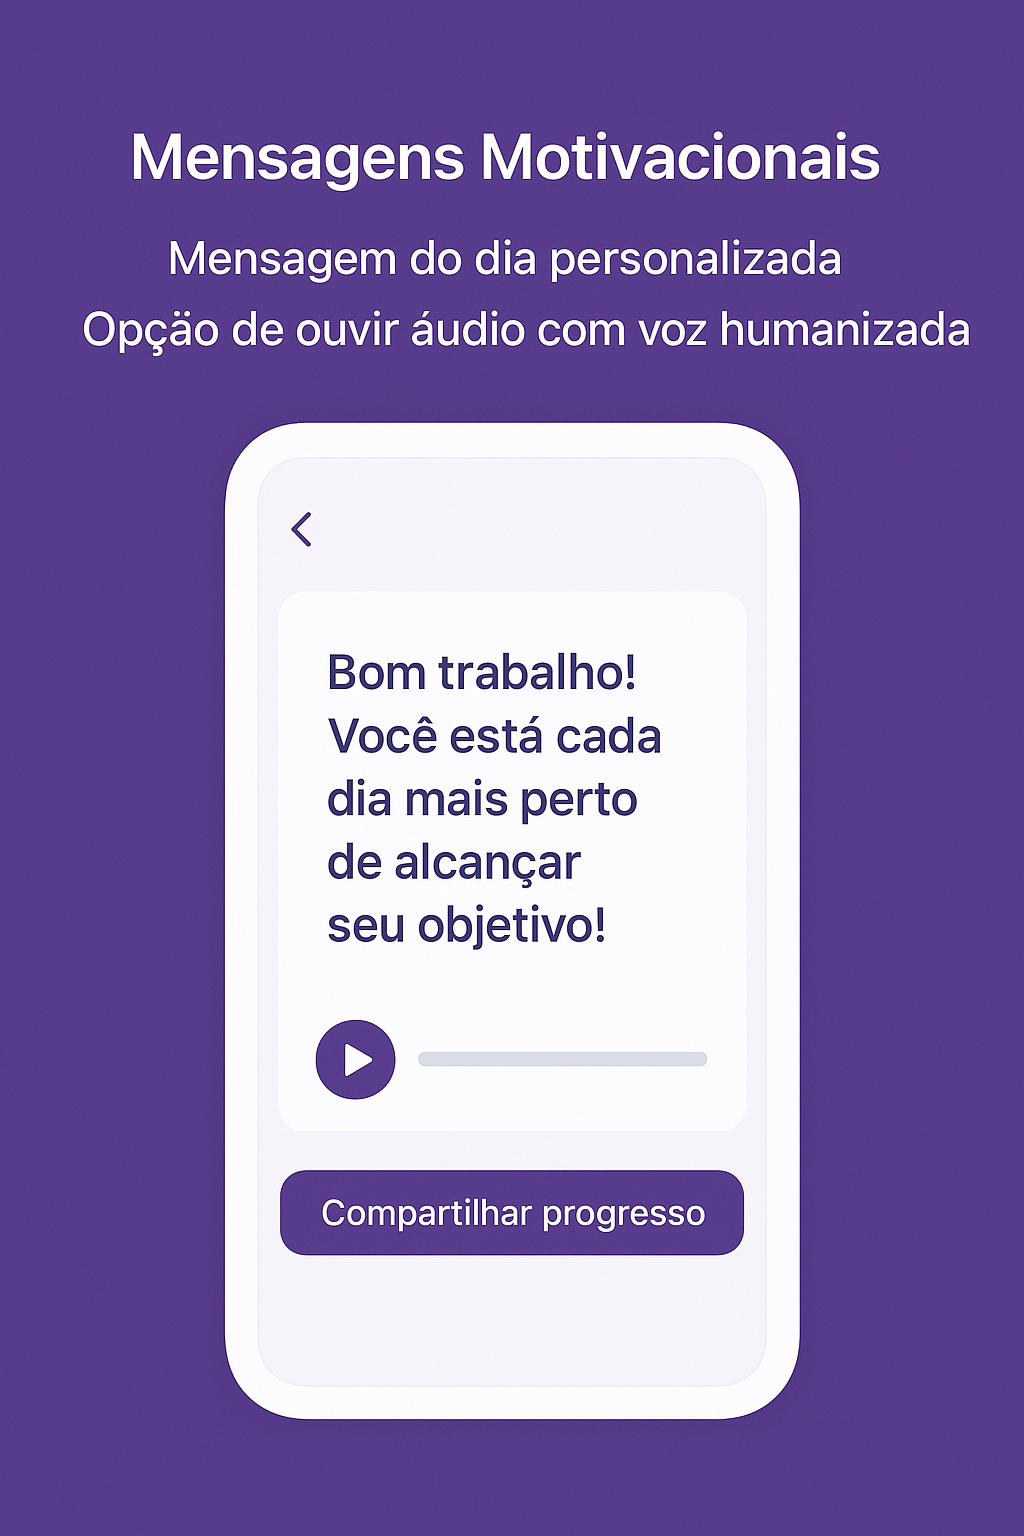 Mensagens Motivacionais
Mensagem do dia personalizada
Opçäo de ouvir áudio com voz humanizada
Bom trabalho!
Você está cada
dia mais perto
de alcançar
seu objetivo!
Compartilhar progresso